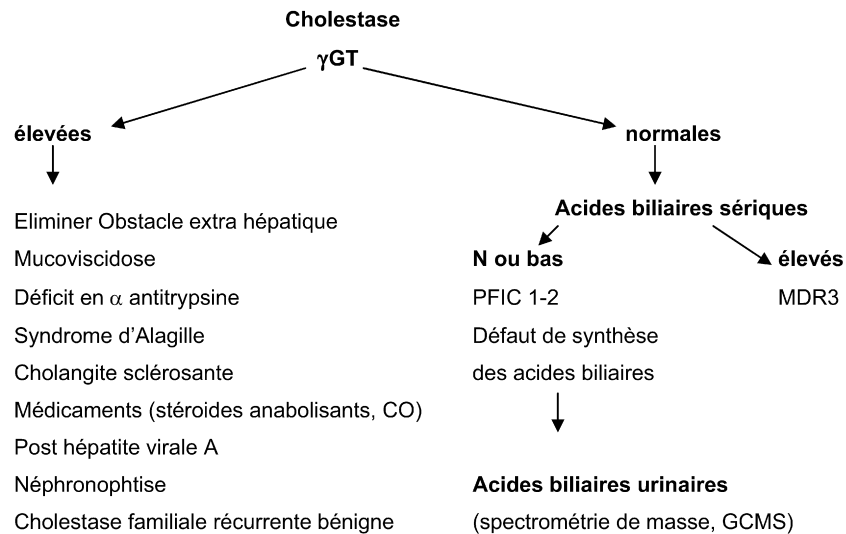 Cholestase
γGT
élevées
normales
Eliminer Obstacle extra hépatique
Mucoviscidose
Déficit en α antitrypsine
Syndrome d’Alagille
Cholangite sclérosante
Médicaments (stéroides anabolisants, CO)
Post hépatite virale A
Néphronophtise
Cholestase familiale récurrente bénigne
Acides biliaires sériques
N ou bas
PFIC 1-2
Défaut de synthèse
des acides biliaires
Acides biliaires urinaires
(spectrométrie de masse, GCMS)
élevés
MDR3